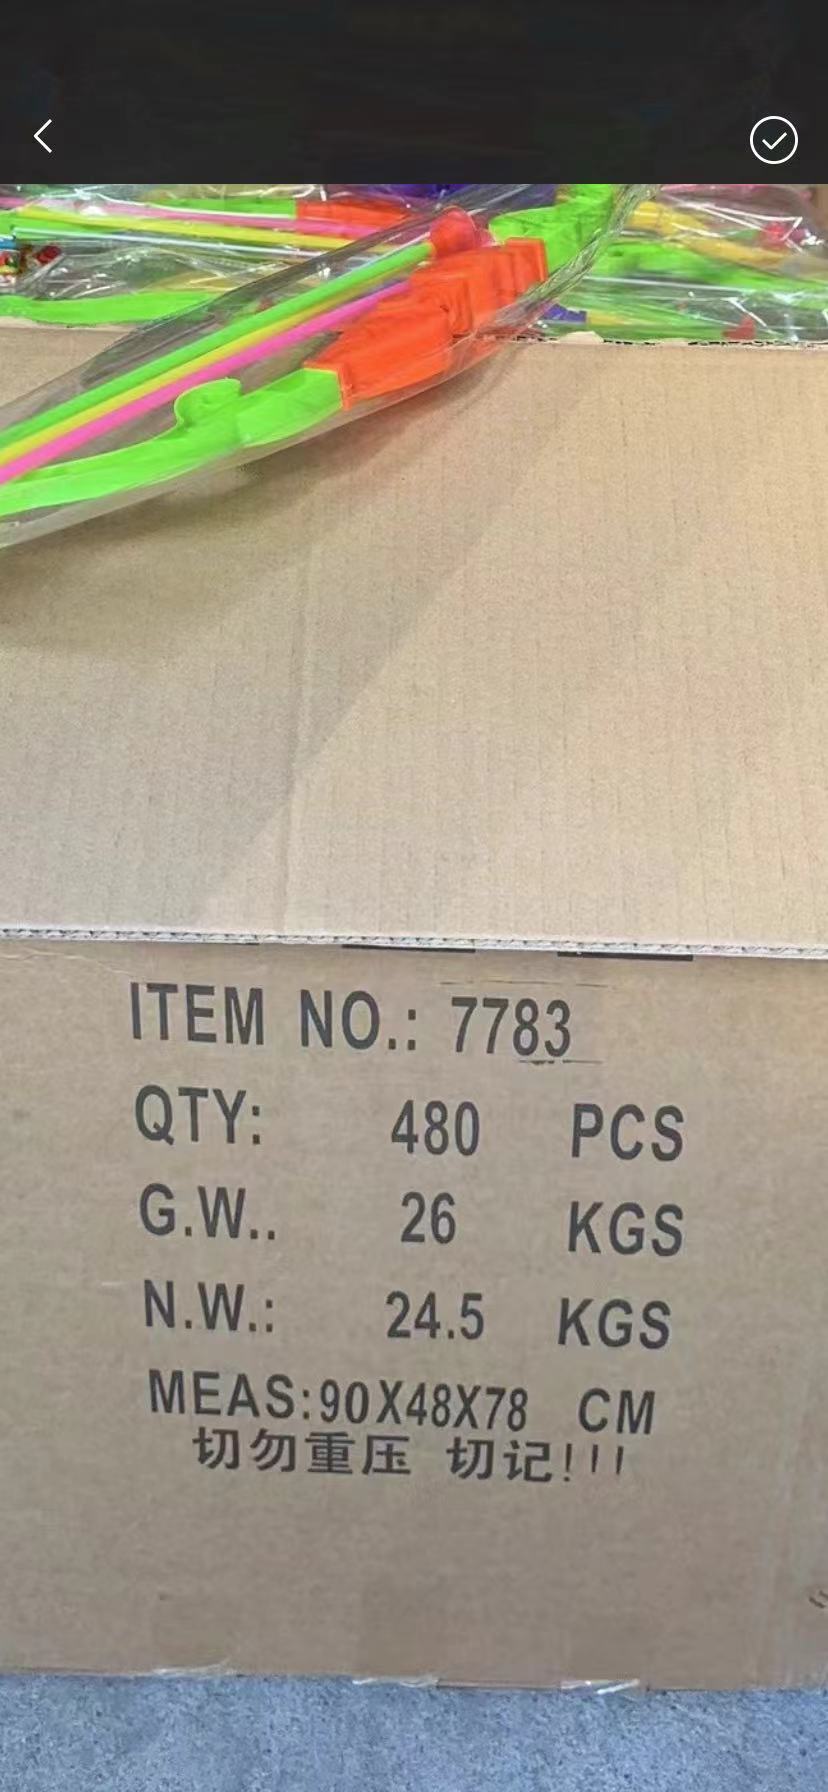 ITEM NO.: 7783
QTY: 480 PCS
G.W.. 26 KGS
N.W.: 24.5 KGS
MEAS:90X48X78 CM
切勿重压 切记!!!